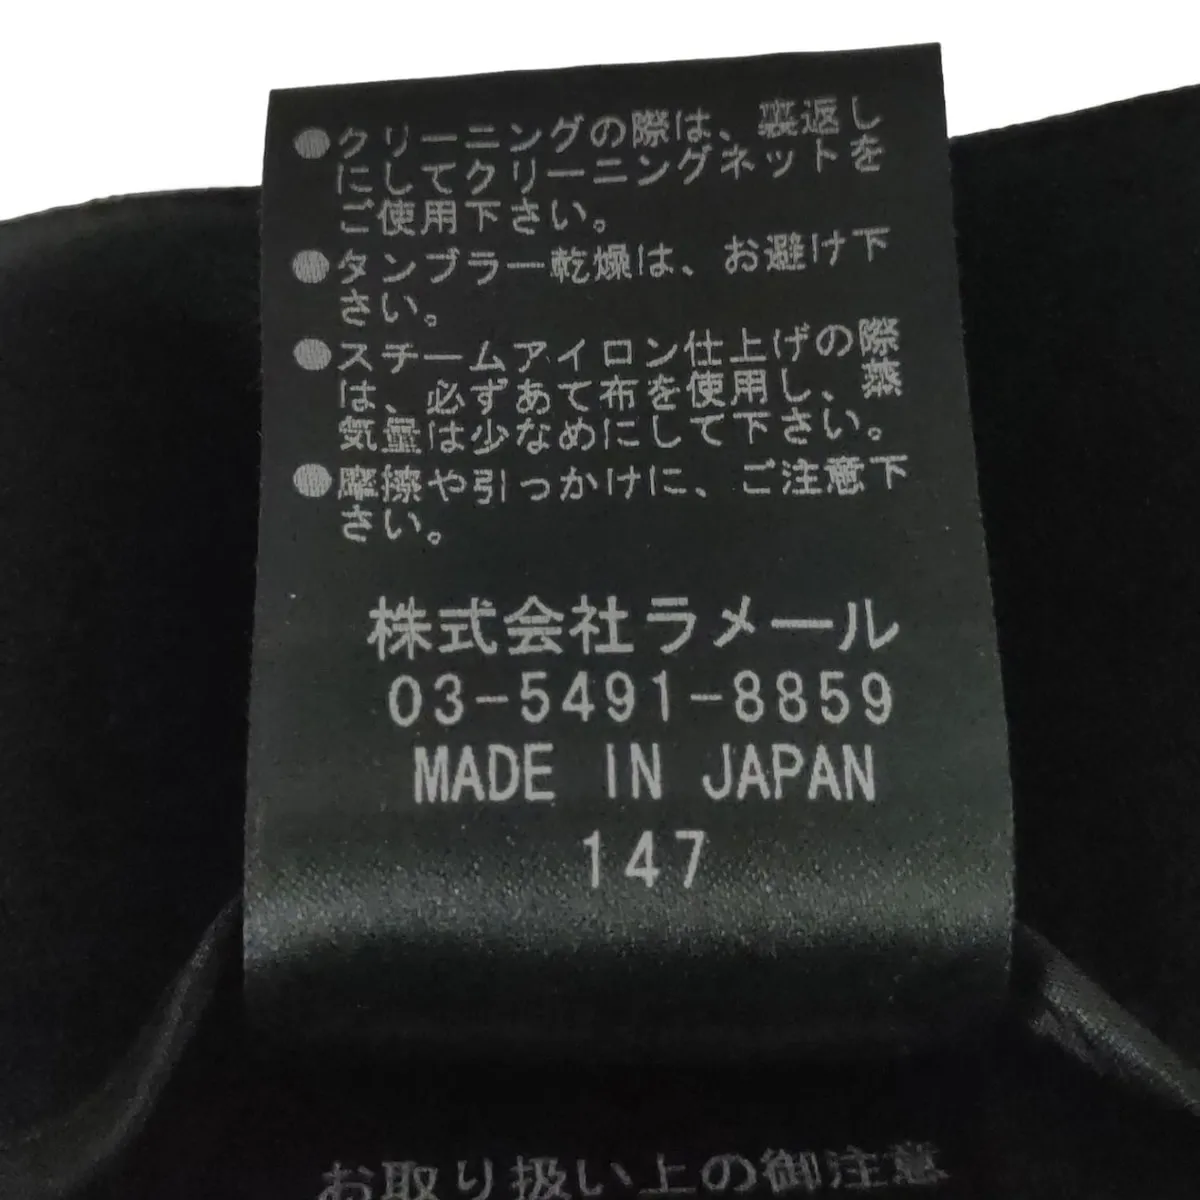 ●クリーニングの際は、裏返し
にしてクリーニングネットを
ご使用下さい。
●タンブラー乾燥は、お避け下
さい。
●スチームアイロン仕上げの際
は、必ずあて布を使用し、蒸
気量は少なめにして下さい。
●摩擦や引っかけに、ご注意下
さい。
株式会社ラメール
03-5491-8859
MADE IN JAPAN
147
お取り扱い上の御注意